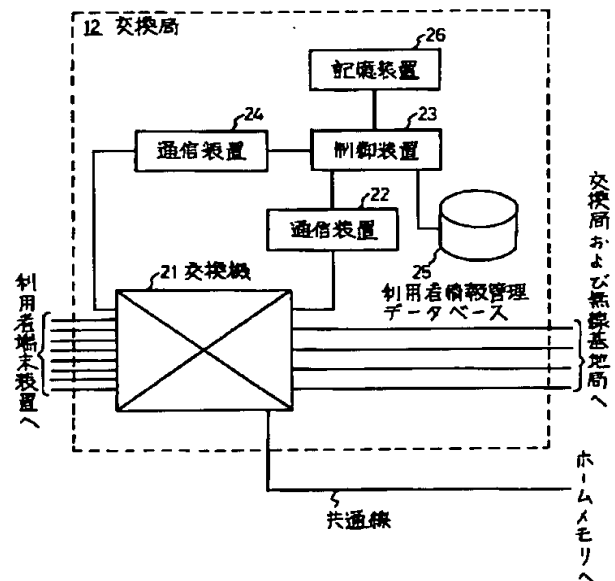 12 交換局
26
記憶装置
24
通信装置
23
制御装置
22
通信装置
25
利用者情報管理
データベース
21 交換機
利用者端末装置へ
交換局および無線基地局へ
共通線
ホームメモリへ